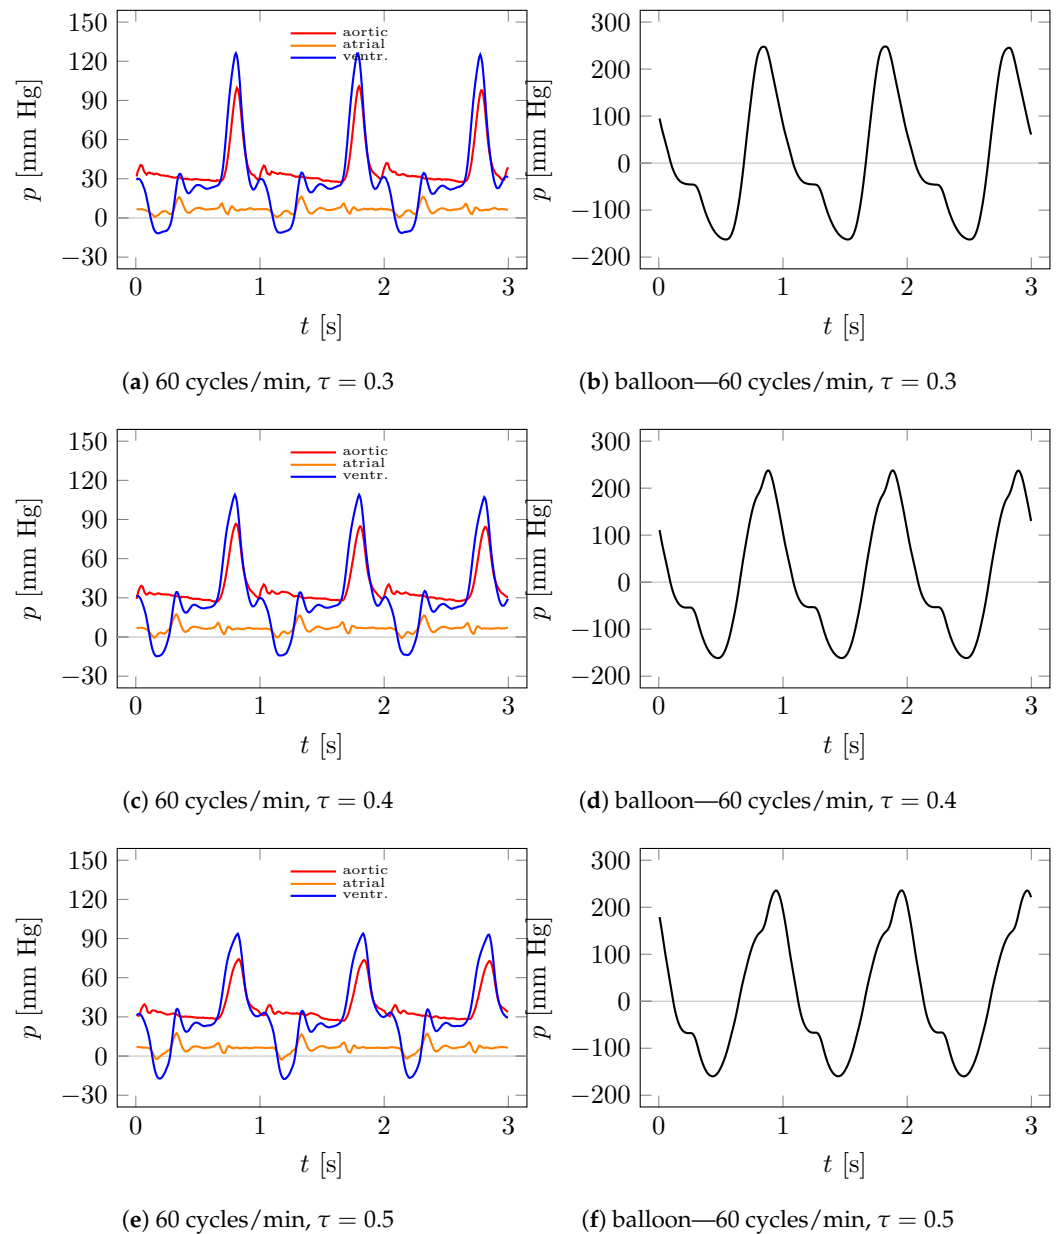 150
120
90
60
30
0
−30
p [mm Hg]
aortic
atrial
ventr.
0 1 2 3
t [s]
300
200
100
0
−100
−200
p [mm Hg]
0 1 2 3
t [s]
(a) 60 cycles/min, τ = 0.3
(b) balloon—60 cycles/min, τ = 0.3
150
120
90
60
30
0
−30
p [mm Hg]
aortic
atrial
ventr.
0 1 2 3
t [s]
300
200
100
0
−100
−200
p [mm Hg]
0 1 2 3
t [s]
(c) 60 cycles/min, τ = 0.4
(d) balloon—60 cycles/min, τ = 0.4
150
120
90
60
30
0
−30
p [mm Hg]
aortic
atrial
ventr.
0 1 2 3
t [s]
300
200
100
0
−100
−200
p [mm Hg]
0 1 2 3
t [s]
(e) 60 cycles/min, τ = 0.5
(f) balloon—60 cycles/min, τ = 0.5